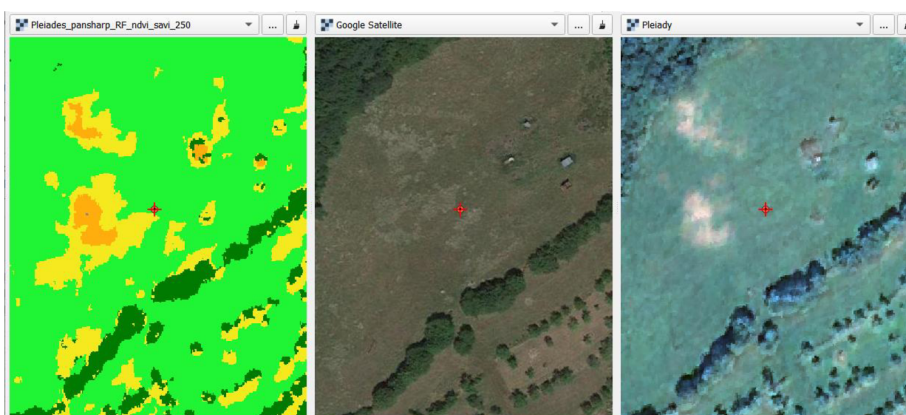 Pleiades_pansharp_RF_ndvi_savi_250
...
Google Satellite
...
Pleiady
...